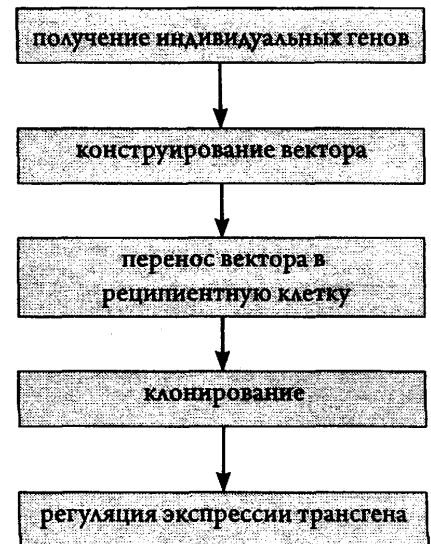 получение индивидуальных генов
конструирование вектора
перенос вектора в
реципиентную клетку
клонирование
регуляция экспрессии трансгена